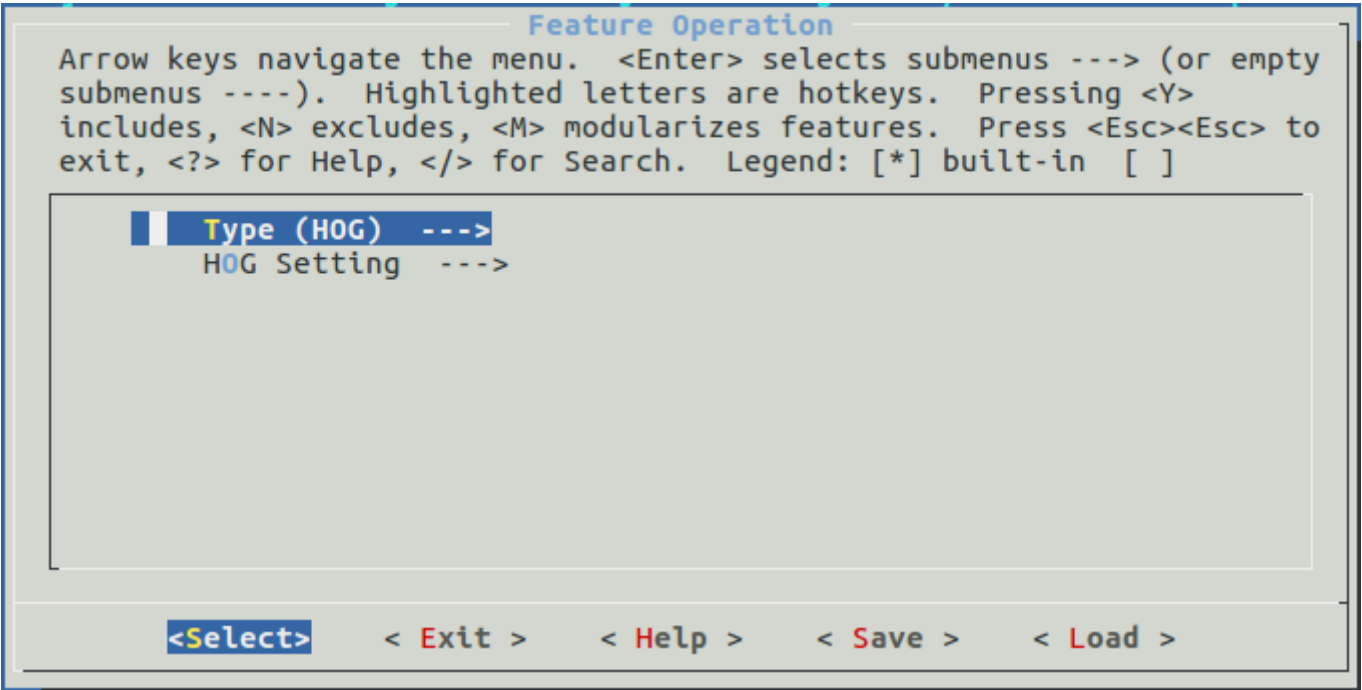 Feature Operation
Arrow keys navigate the menu.  <Enter> selects submenus ---> (or empty
submenus ----).  Highlighted letters are hotkeys.  Pressing <Y>
includes, <N> excludes, <M> modularizes features.  Press <Esc><Esc> to
exit, <?> for Help, </> for Search.  Legend: [*] built-in  [ ]
Type (HOG)  --->
HOG Setting  --->
<Select>    < Exit >    < Help >    < Save >    < Load >